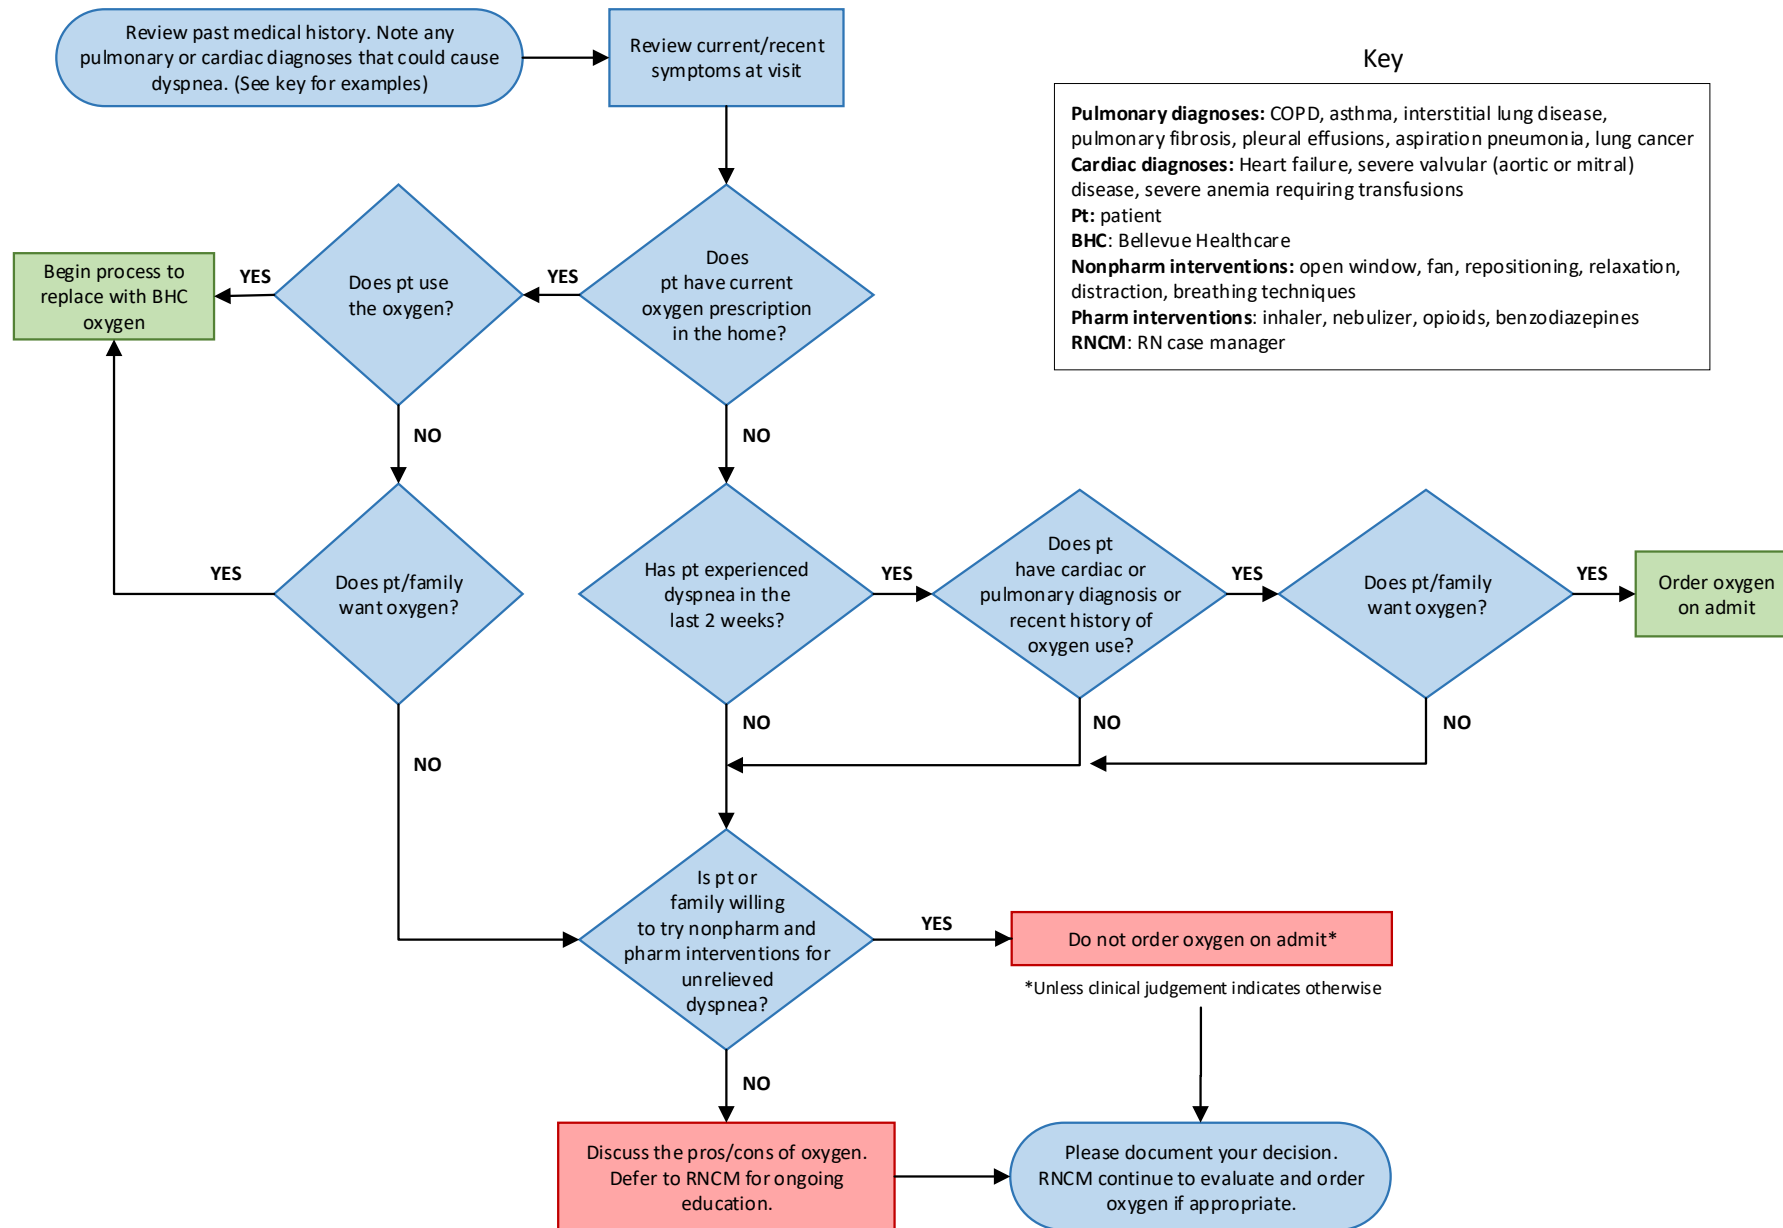 Review past medical history. Note any
pulmonary or cardiac diagnoses that could cause
dyspnea. (See key for examples)
Review current/recent
symptoms at visit
Key
Pulmonary diagnoses: COPD, asthma, interstitial lung disease,
pulmonary fibrosis, pleural effusions, aspiration pneumonia, lung cancer
Cardiac diagnoses: Heart failure, severe valvular (aortic or mitral)
disease, severe anemia requiring transfusions
Pt: patient
BHC: Bellevue Healthcare
Nonpharm interventions: open window, fan, repositioning, relaxation,
distraction, breathing techniques
Pharm interventions: inhaler, nebulizer, opioids, benzodiazepines
RNCM: RN case manager
Begin process to
replace with BHC
oxygen
YES
Does pt use
the oxygen?
YES
Does
pt have current
oxygen prescription
in the home?
NO
NO
YES
Does pt/family
want oxygen?
Has pt experienced
dyspnea in the
last 2 weeks?
YES
Does pt
have cardiac or
pulmonary diagnosis or
recent history of
oxygen use?
YES
Does pt/family
want oxygen?
YES
Order oxygen
on admit
NO
NO
NO
NO
Is pt or
family willing
to try nonpharm and
pharm interventions for
unrelieved
dyspnea?
YES
Do not order oxygen on admit*
*Unless clinical judgement indicates otherwise
NO
Discuss the pros/cons of oxygen.
Defer to RNCM for ongoing
education.
Please document your decision.
RNCM continue to evaluate and order
oxygen if appropriate.